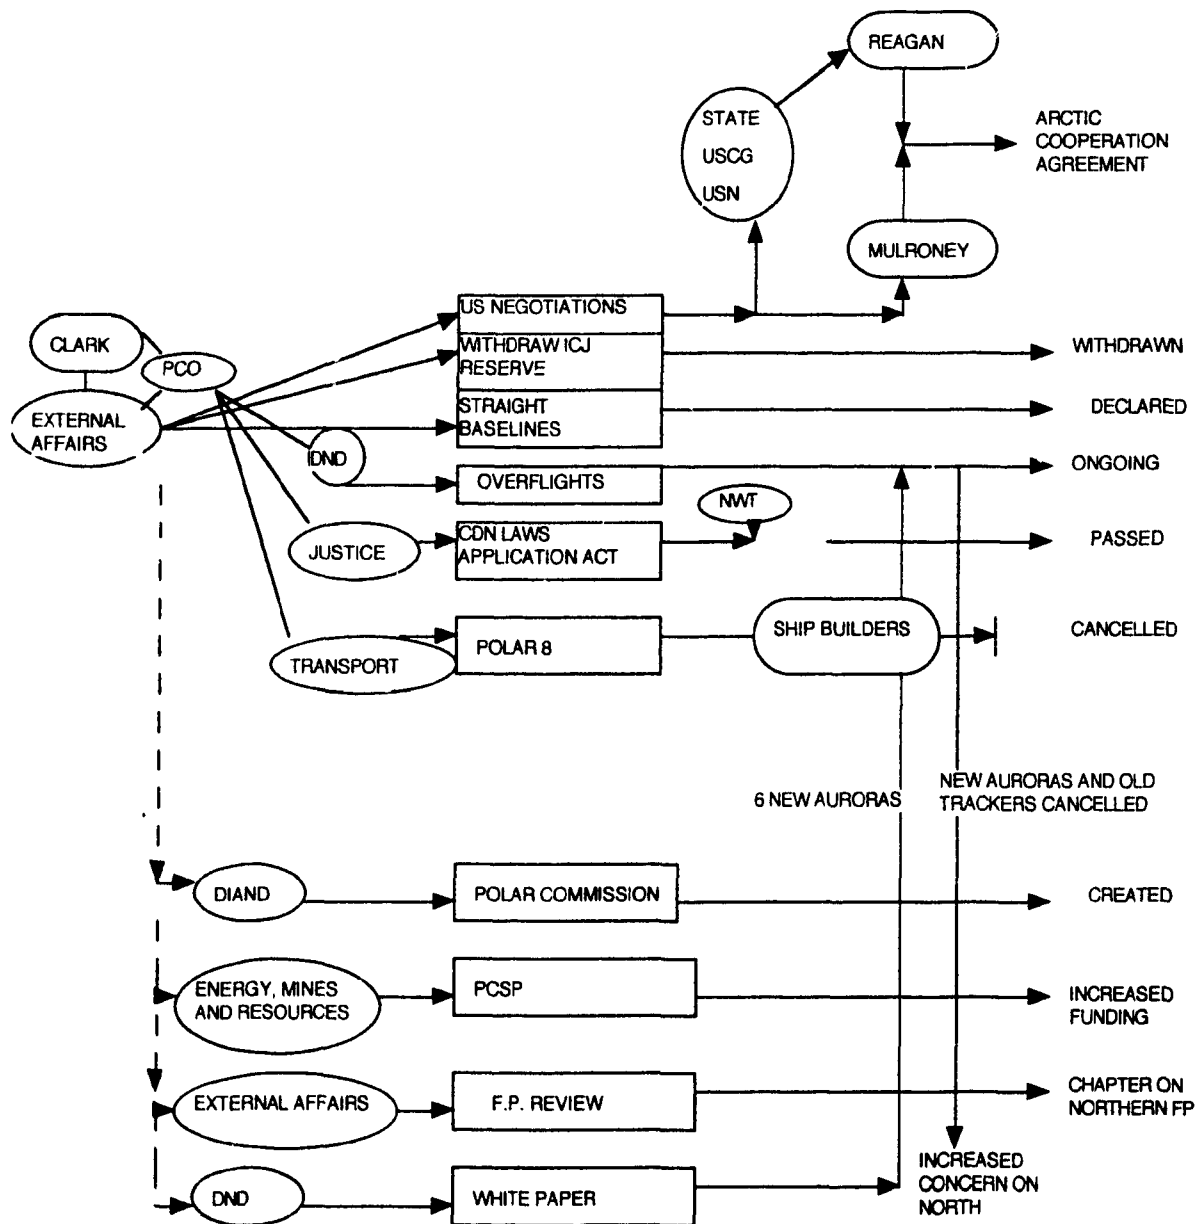 REAGAN
STATE
USCG
USN
ARCTIC
COOPERATION
AGREEMENT
MULRONEY
US NEGOTIATIONS
CLARK
PCO
WITHDRAW ICJ
RESERVE
WITHDRAWN
EXTERNAL
AFFAIRS
STRAIGHT
BASELINES
DECLARED
DND
OVERFLIGHTS
ONGOING
NWT
JUSTICE
CDN LAWS
APPLICATION ACT
PASSED
TRANSPORT
POLAR 8
SHIP BUILDERS
CANCELLED
6 NEW AURORAS
NEW AURORAS AND OLD
TRACKERS CANCELLED
DIAND
POLAR COMMISSION
CREATED
ENERGY, MINES
AND RESOURCES
PCSP
INCREASED
FUNDING
EXTERNAL AFFAIRS
F.P. REVIEW
CHAPTER ON
NORTHERN FP
DND
WHITE PAPER
INCREASED
CONCERN ON
NORTH